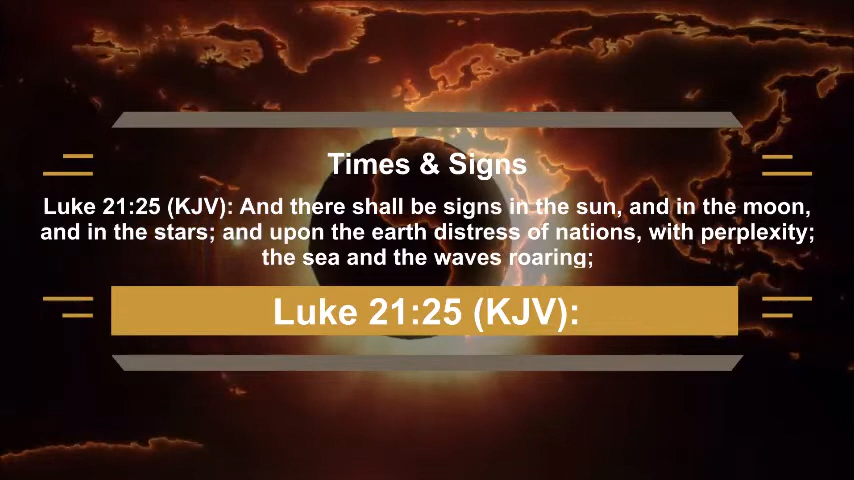 Times & Signs
Luke 21:25 (KJV): And there shall be signs in the sun, and in the moon,
and in the stars; and upon the earth distress of nations, with perplexity;
the sea and the waves roaring;
Luke 21:25 (KJV):